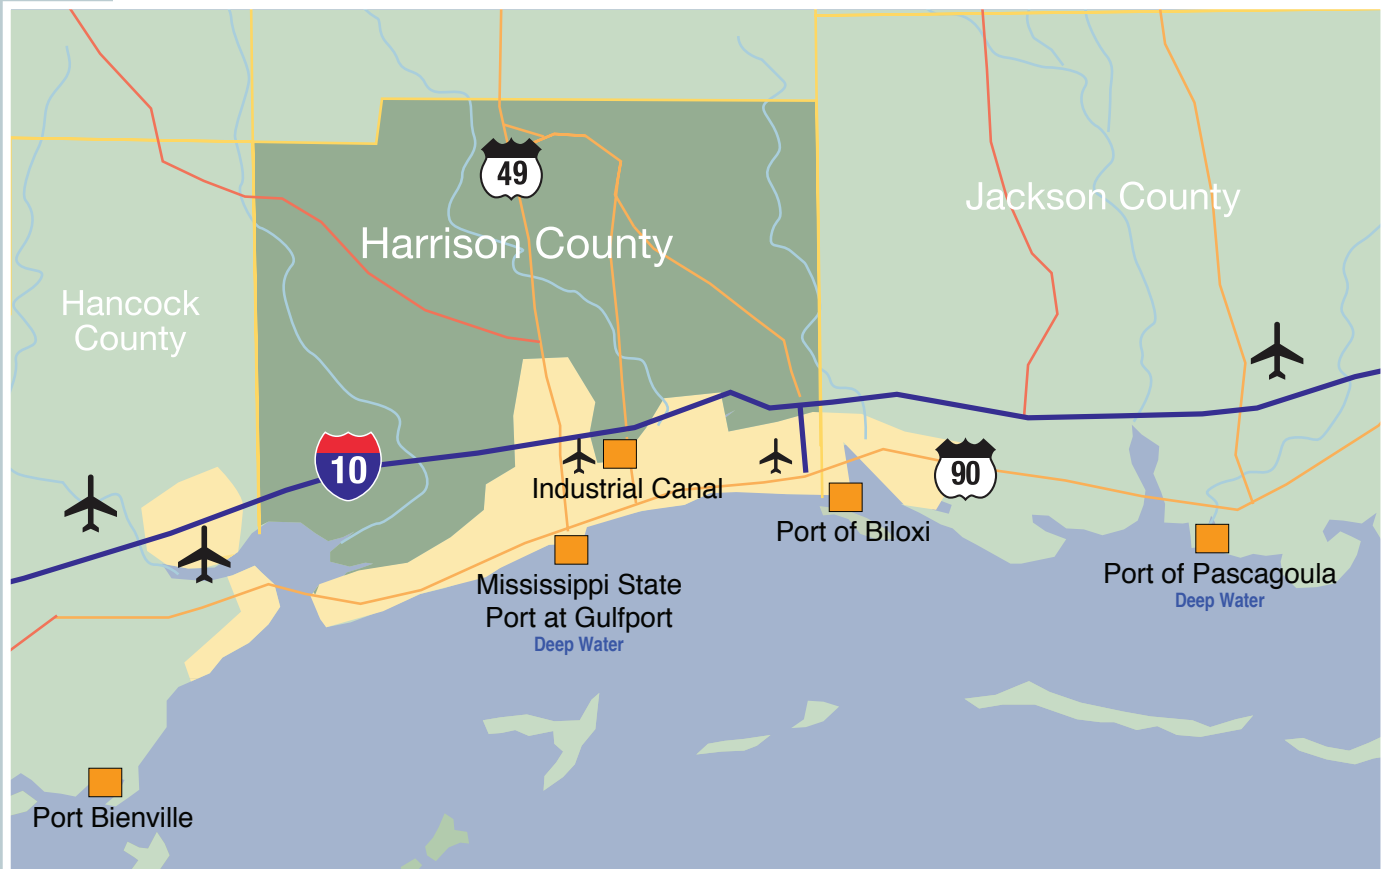 49
Jackson County
Harrison County
Hancock
County
10
90
Industrial Canal
Port of Biloxi
Mississippi State
Port at Gulfport
Deep Water
Port of Pascagoula
Deep Water
Port Bienville